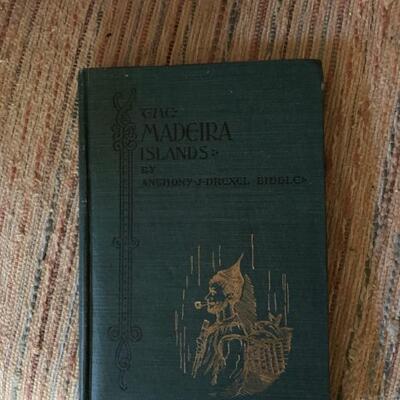 THE
MADEIRA
ISLANDS
BY
ANTHONY·J·DREXEL BIDDLE